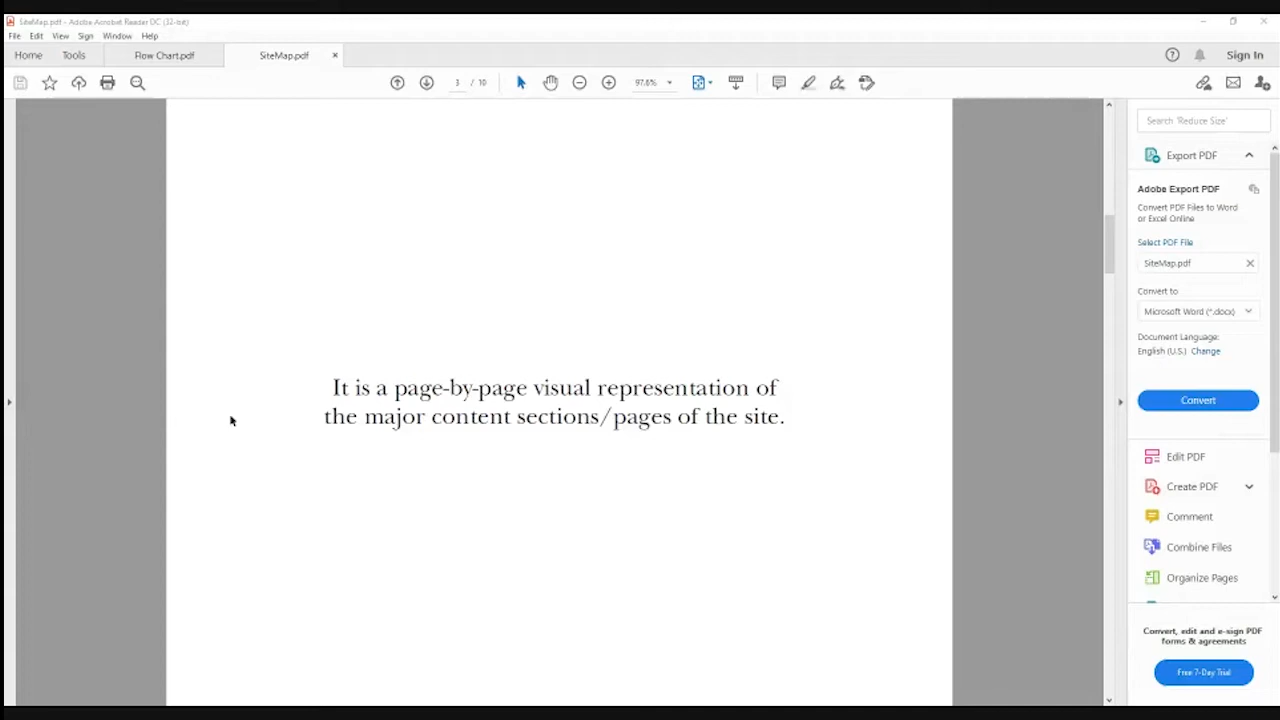 SiteMap.pdf - Adobe Acrobat Reader DC (32-bit)
File Edit View Sign Window Help
Home Tools Flow Chart.pdf SiteMap.pdf × Sign In
3 / 10 97.6%
It is a page-by-page visual representation of
the major content sections/pages of the site.
Search 'Reduce Size'
Export PDF
Adobe Export PDF
Convert PDF Files to Word
or Excel Online
Select PDF File
SiteMap.pdf ×
Convert to
Microsoft Word (*.docx)
Document Language:
English (U.S.) Change
Convert
Edit PDF
Create PDF
Comment
Combine Files
Organize Pages
Convert, edit and e-sign PDF
forms & agreements
Free 7-Day Trial